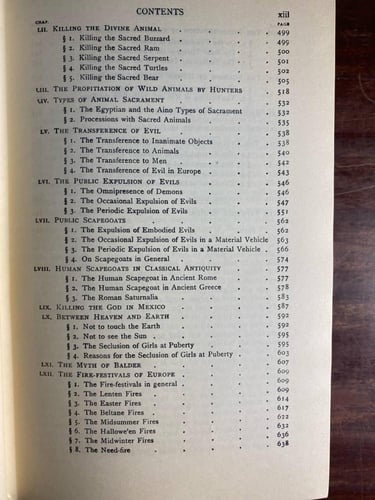 CONTENTS xiii
CHAP. PAGE
LII. KILLING THE DIVINE ANIMAL . . . . 499
§ 1. Killing the Sacred Buzzard . . . . 499
§ 2. Killing the Sacred Ram . . . . 500
§ 3. Killing the Sacred Serpent . . . . 501
§ 4. Killing the Sacred Turtles . . . . 502
§ 5. Killing the Sacred Bear . . . . 505
LIII. THE PROPITIATION OF WILD ANIMALS BY HUNTERS . 518
LIV. TYPES OF ANIMAL SACRAMENT . . . . 532
§ 1. The Egyptian and the Aino Types of Sacrament . 532
§ 2. Processions with Sacred Animals . . . 535
LV. THE TRANSFERENCE OF EVIL . . . . 538
§ 1. The Transference to Inanimate Objects . . 538
§ 2. The Transference to Animals . . . 540
§ 3. The Transference to Men . . . . 542
§ 4. The Transference of Evil in Europe . . . 543
LVI. THE PUBLIC EXPULSION OF EVILS . . . 546
§ 1. The Omnipresence of Demons . . . 546
§ 2. The Occasional Expulsion of Evils . . . 547
§ 3. The Periodic Expulsion of Evils . . . 551
LVII. PUBLIC SCAPEGOATS . . . . . 562
§ 1. The Expulsion of Embodied Evils . . . 562
§ 2. The Occasional Expulsion of Evils in a Material Vehicle 563
§ 3. The Periodic Expulsion of Evils in a Material Vehicle . 566
§ 4. On Scapegoats in General . . . . 574
LVIII. HUMAN SCAPEGOATS IN CLASSICAL ANTIQUITY . . 577
§ 1. The Human Scapegoat in Ancient Rome . . 577
§ 2. The Human Scapegoat in Ancient Greece . . 578
§ 3. The Roman Saturnalia . . . . 583
LIX. KILLING THE GOD IN MEXICO . . . . 587
LX. BETWEEN HEAVEN AND EARTH . . . . 592
§ 1. Not to touch the Earth . . . . 592
§ 2. Not to see the Sun . . . . . 595
§ 3. The Seclusion of Girls at Puberty . . . 595
§ 4. Reasons for the Seclusion of Girls at Puberty . . 603
LXI. THE MYTH OF BALDER . . . . . 607
LXII. THE FIRE-FESTIVALS OF EUROPE . . . . 609
§ 1. The Fire-festivals in general . . . . 609
§ 2. The Lenten Fires . . . . . 609
§ 3. The Easter Fires . . . . . 614
§ 4. The Beltane Fires . . . . . 617
§ 5. The Midsummer Fires . . . . 622
§ 6. The Hallowe'en Fires . . . . 632
§ 7. The Midwinter Fires . . . . 636
§ 8. The Need-fire . . . . . 638